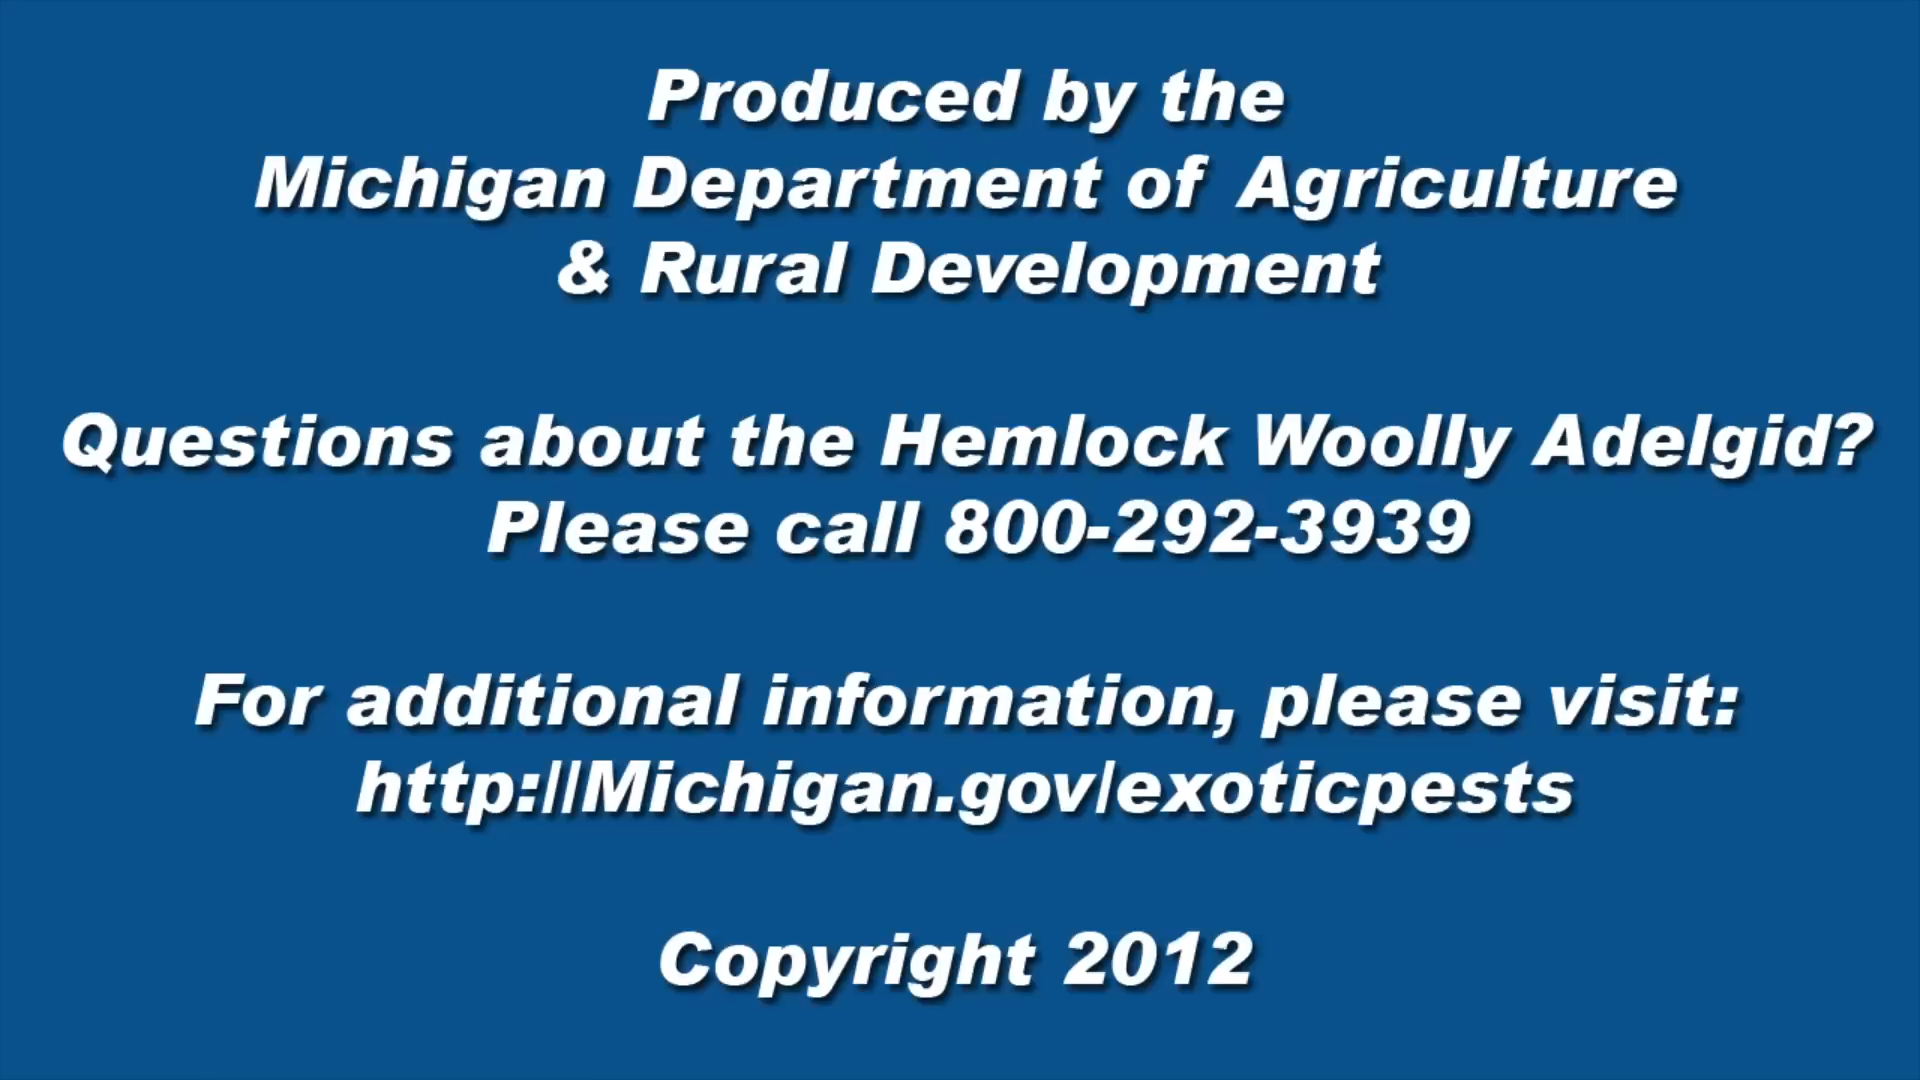 Produced by the
Michigan Department of Agriculture
& Rural Development
Questions about the Hemlock Woolly Adelgid?
Please call 800-292-3939
For additional information, please visit:
http://Michigan.gov/exoticpests
Copyright 2012